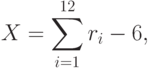 X = \sum_{i=1}^{12} r_i - 6,